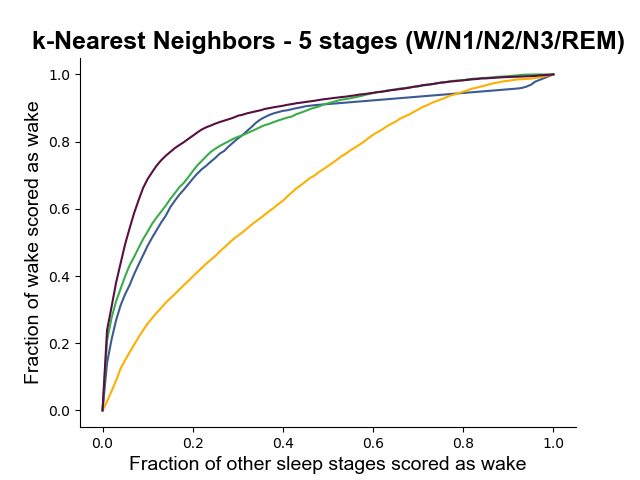 k-Nearest Neighbors - 5 stages (W/N1/N2/N3/REM)
Fraction of wake scored as wake
1.0
0.8
0.6
0.4
0.2
0.0
0.0 0.2 0.4 0.6 0.8 1.0
Fraction of other sleep stages scored as wake